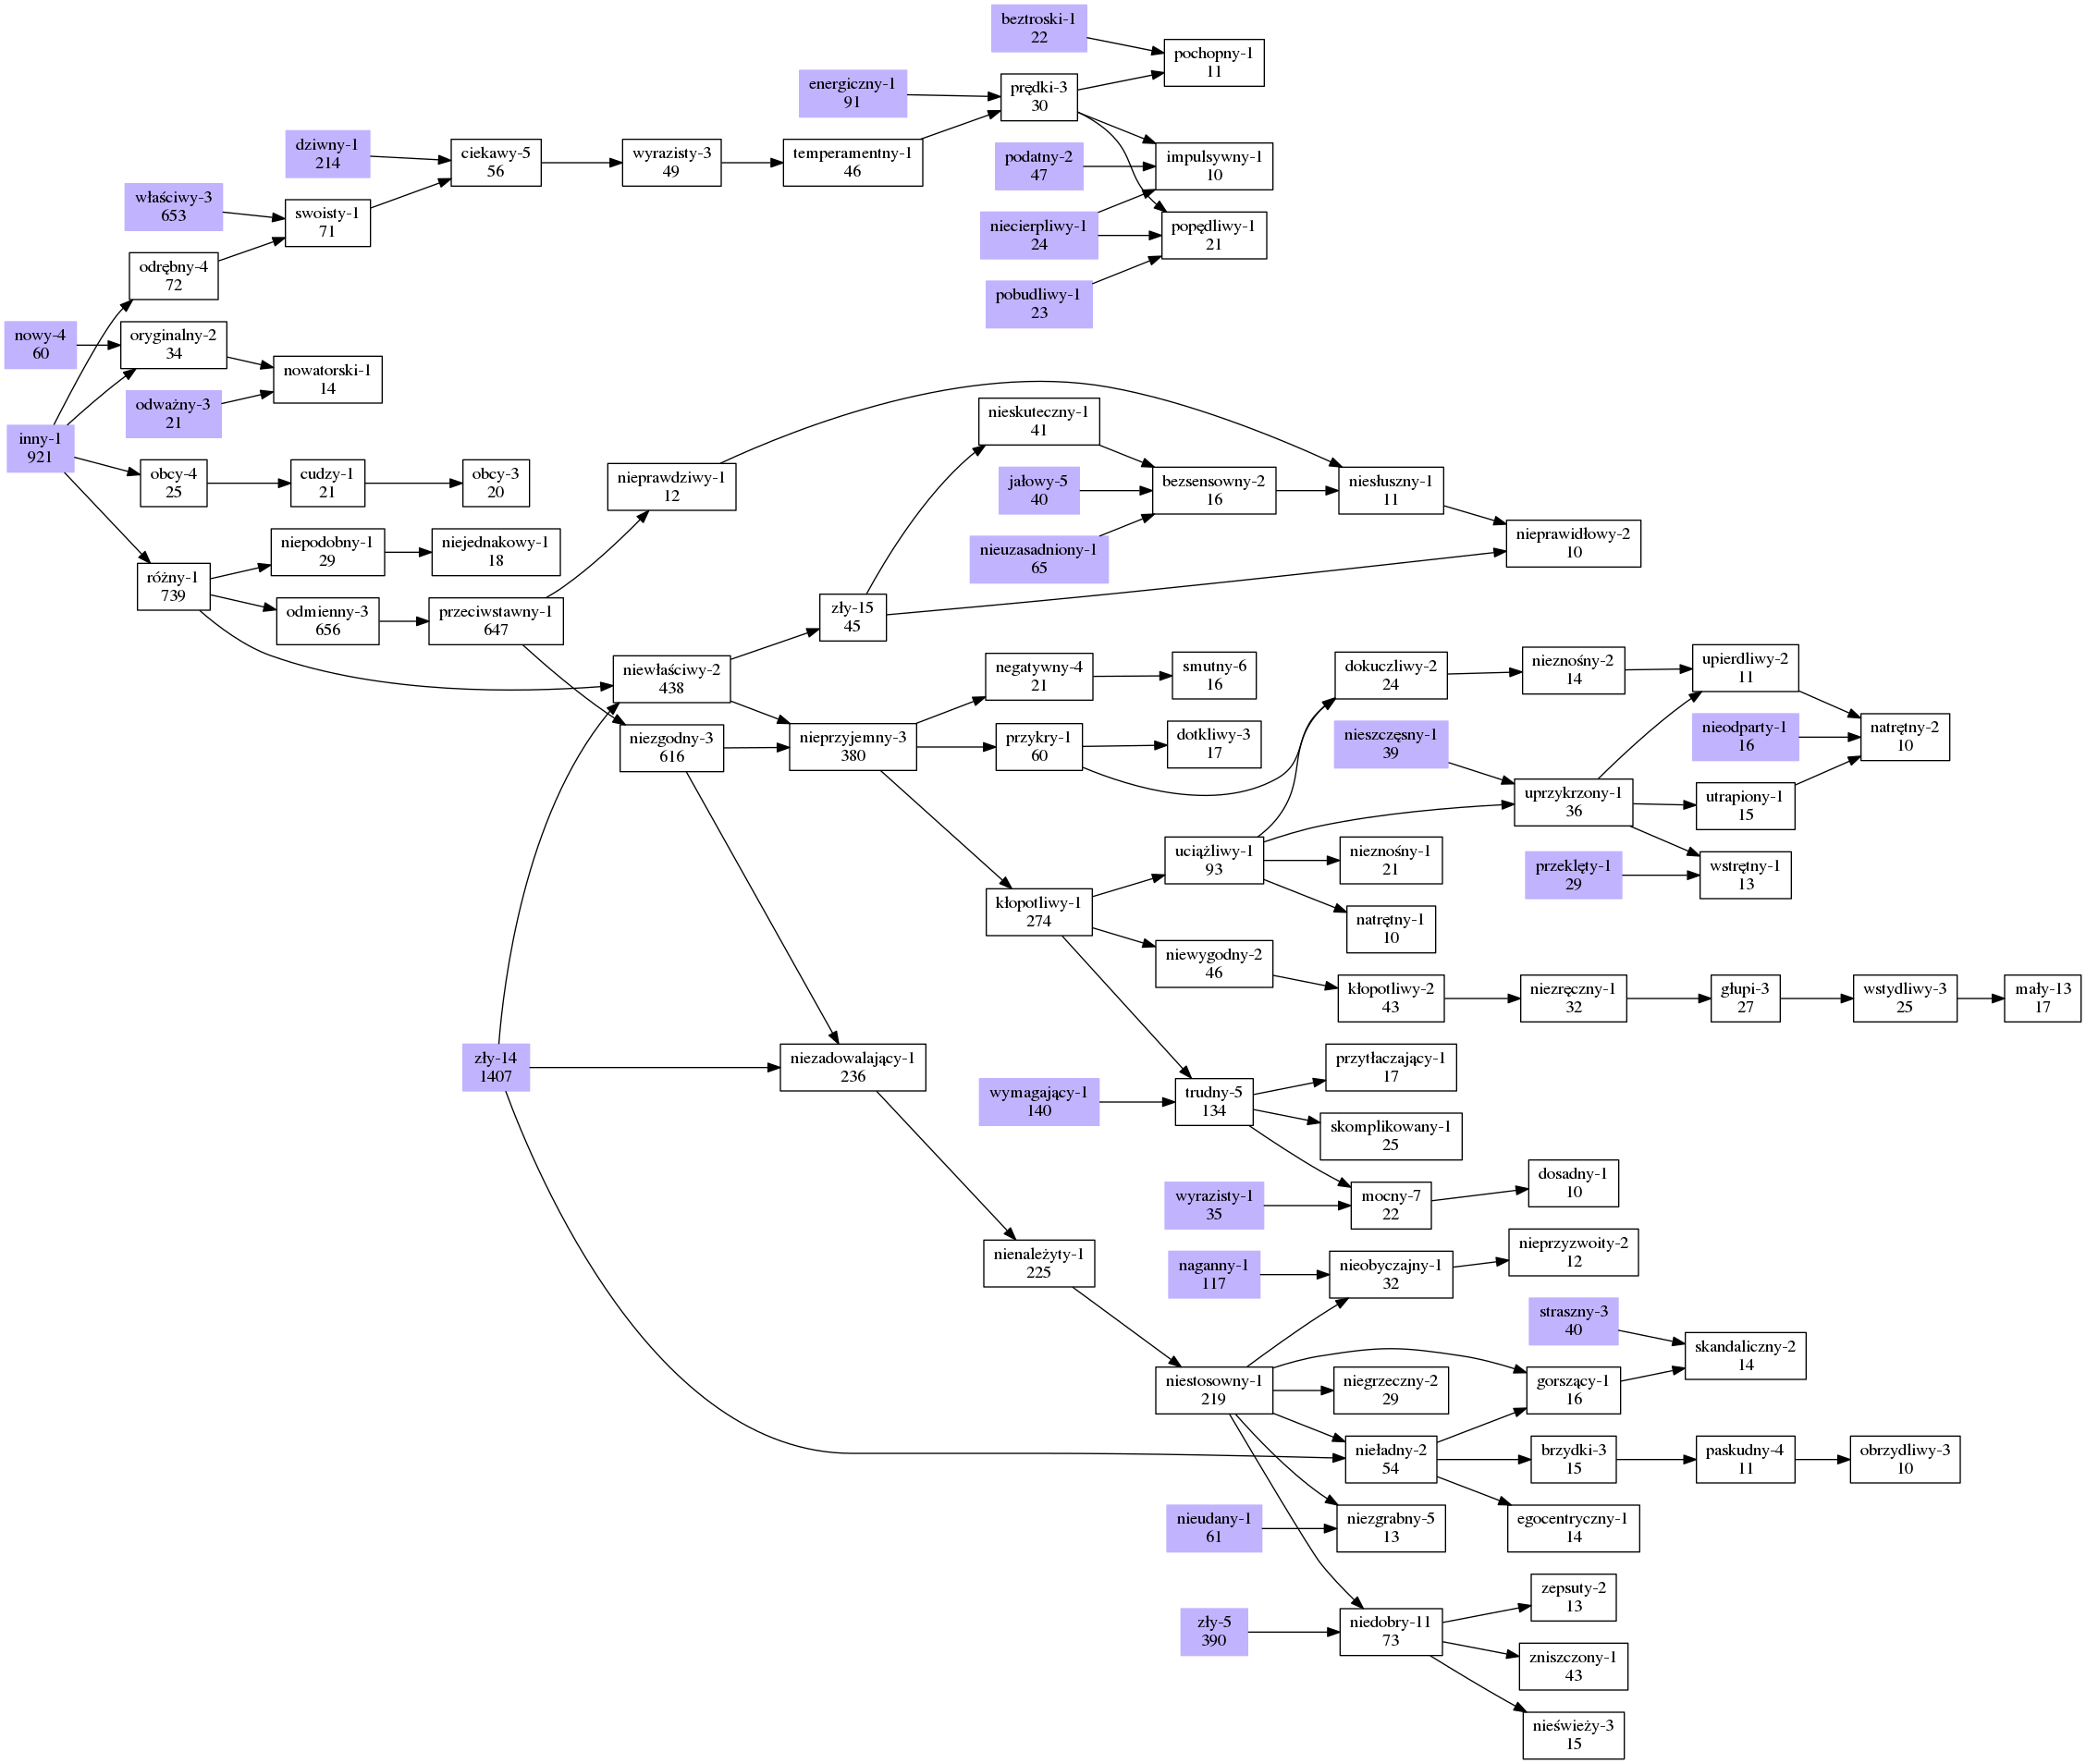 beztroski-1
22
pochopny-1
11
energiczny-1
91
prędki-3
30
dziwny-1
214
ciekawy-5
56
wyrazisty-3
49
temperamentny-1
46
podatny-2
47
impulsywny-1
10
właściwy-3
653
swoisty-1
71
niecierpliwy-1
24
popędliwy-1
21
odrębny-4
72
pobudliwy-1
23
nowy-4
60
oryginalny-2
34
nowatorski-1
14
odważny-3
21
inny-1
921
nieskuteczny-1
41
obcy-4
25
cudzy-1
21
obcy-3
20
nieprawdziwy-1
12
jałowy-5
40
bezsensowny-2
16
niesłuszny-1
11
nieprawidłowy-2
10
niepodobny-1
29
niejednakowy-1
18
nieuzasadniony-1
65
różny-1
739
odmienny-3
656
przeciwstawny-1
647
zły-15
45
niewłaściwy-2
438
negatywny-4
21
smutny-6
16
dokuczliwy-2
24
nieznośny-2
14
upierdliwy-2
11
niezgodny-3
616
nieprzyjemny-3
380
przykry-1
60
dotkliwy-3
17
nieszczęsny-1
39
nieodparty-1
16
natrętny-2
10
uprzykrzony-1
36
utrapiony-1
15
uciążliwy-1
93
nieznośny-1
21
przeklęty-1
29
wstrętny-1
13
kłopotliwy-1
274
natrętny-1
10
niewygodny-2
46
kłopotliwy-2
43
niezręczny-1
32
głupi-3
27
wstydliwy-3
25
mały-13
17
zły-14
1407
niezadowalający-1
236
przytłaczający-1
17
wymagający-1
140
trudny-5
134
skomplikowany-1
25
dosadny-1
10
wyrazisty-1
35
mocny-7
22
nienależyty-1
225
naganny-1
117
nieobyczajny-1
32
nieprzyzwoity-2
12
straszny-3
40
skandaliczny-2
14
niestosowny-1
219
niegrzeczny-2
29
gorszący-1
16
nieładny-2
54
brzydki-3
15
paskudny-4
11
obrzydliwy-3
10
nieudany-1
61
niezgrabny-5
13
egocentryczny-1
14
zepsuty-2
13
zły-5
390
niedobry-11
73
zniszczony-1
43
nieświeży-3
15